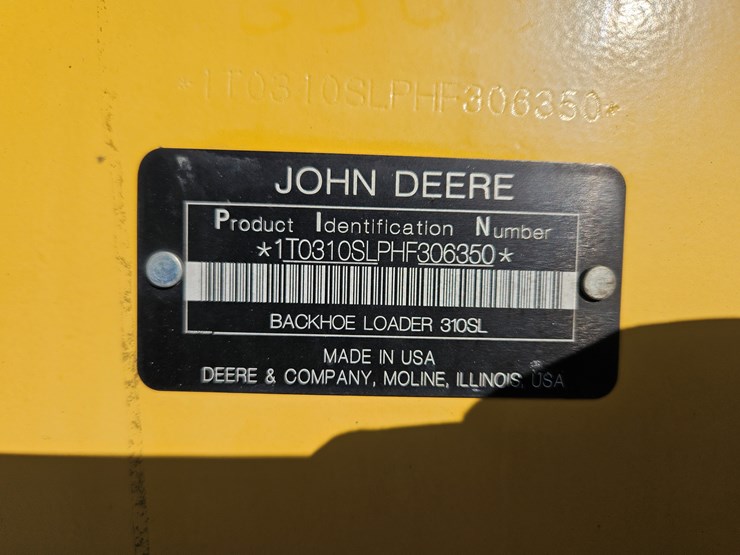 *1T0310SLPHF306350*
JOHN DEERE
Product Identification Number
*1T0310SLPHF306350*
BACKHOE LOADER 310SL
MADE IN USA
DEERE & COMPANY, MOLINE, ILLINOIS, USA